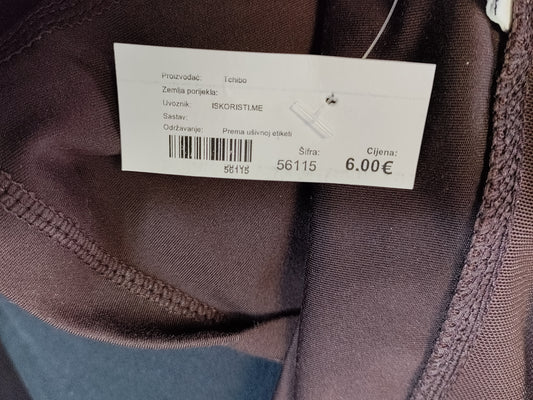 Proizvođač: Tchibo
Zemlja porijekla:
Uvoznik: ISKORISTI.ME
Sastav:
Održavanje: Prema ušivnoj etiketi
Šifra: Cijena:
56115 56115 6.00€